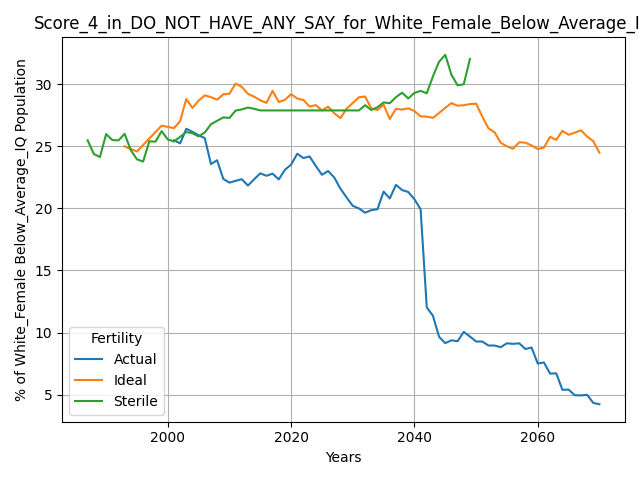 Score_4_in_DO_NOT_HAVE_ANY_SAY_for_White_Female_Below_Average_I
% of White_Female Below_Average_IQ Population
30
25
20
15
10
5
Fertility
Actual
Ideal
Sterile
2000
2020
2040
2060
Years